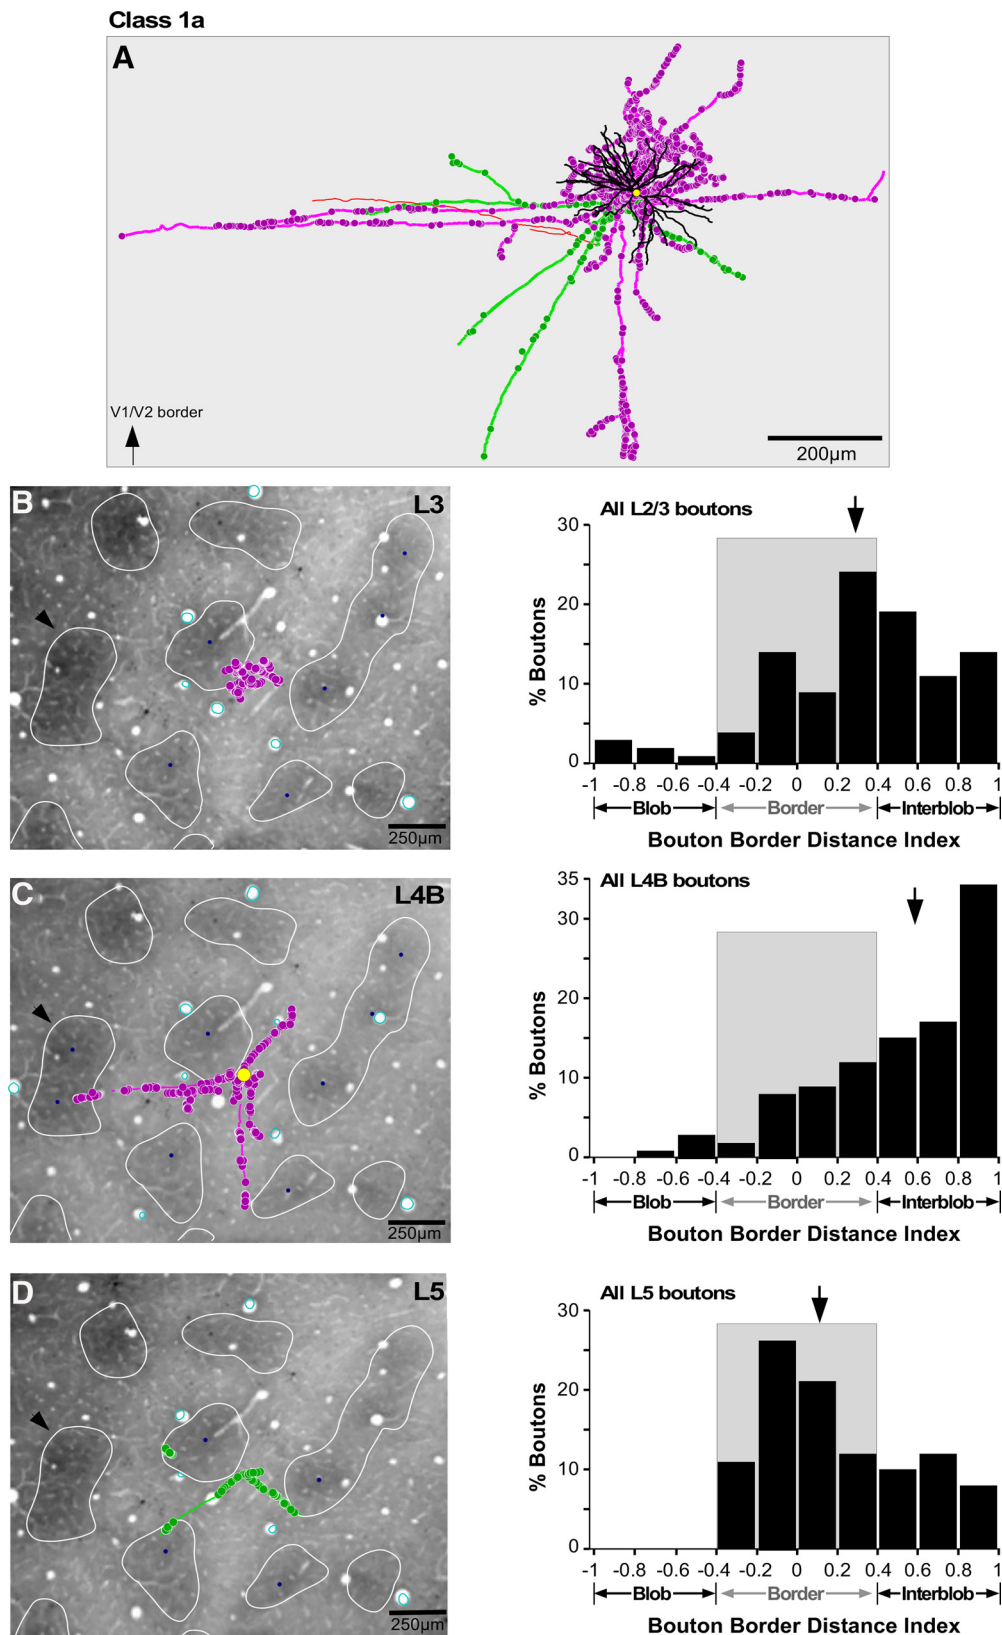 Class 1a
A
V1/V2 border
200µm
B
L3
250µm
All L2/3 boutons
% Boutons
30
20
10
0
-1 -0.8 -0.6 -0.4 -0.2 0 0.2 0.4 0.6 0.8 1
Blob Border Interblob
Bouton Border Distance Index
C
L4B
250µm
All L4B boutons
% Boutons
35
30
20
10
0
-1 -0.8 -0.6 -0.4 -0.2 0 0.2 0.4 0.6 0.8 1
Blob Border Interblob
Bouton Border Distance Index
D
L5
250µm
All L5 boutons
% Boutons
30
20
10
0
-1 -0.8 -0.6 -0.4 -0.2 0 0.2 0.4 0.6 0.8 1
Blob Border Interblob
Bouton Border Distance Index